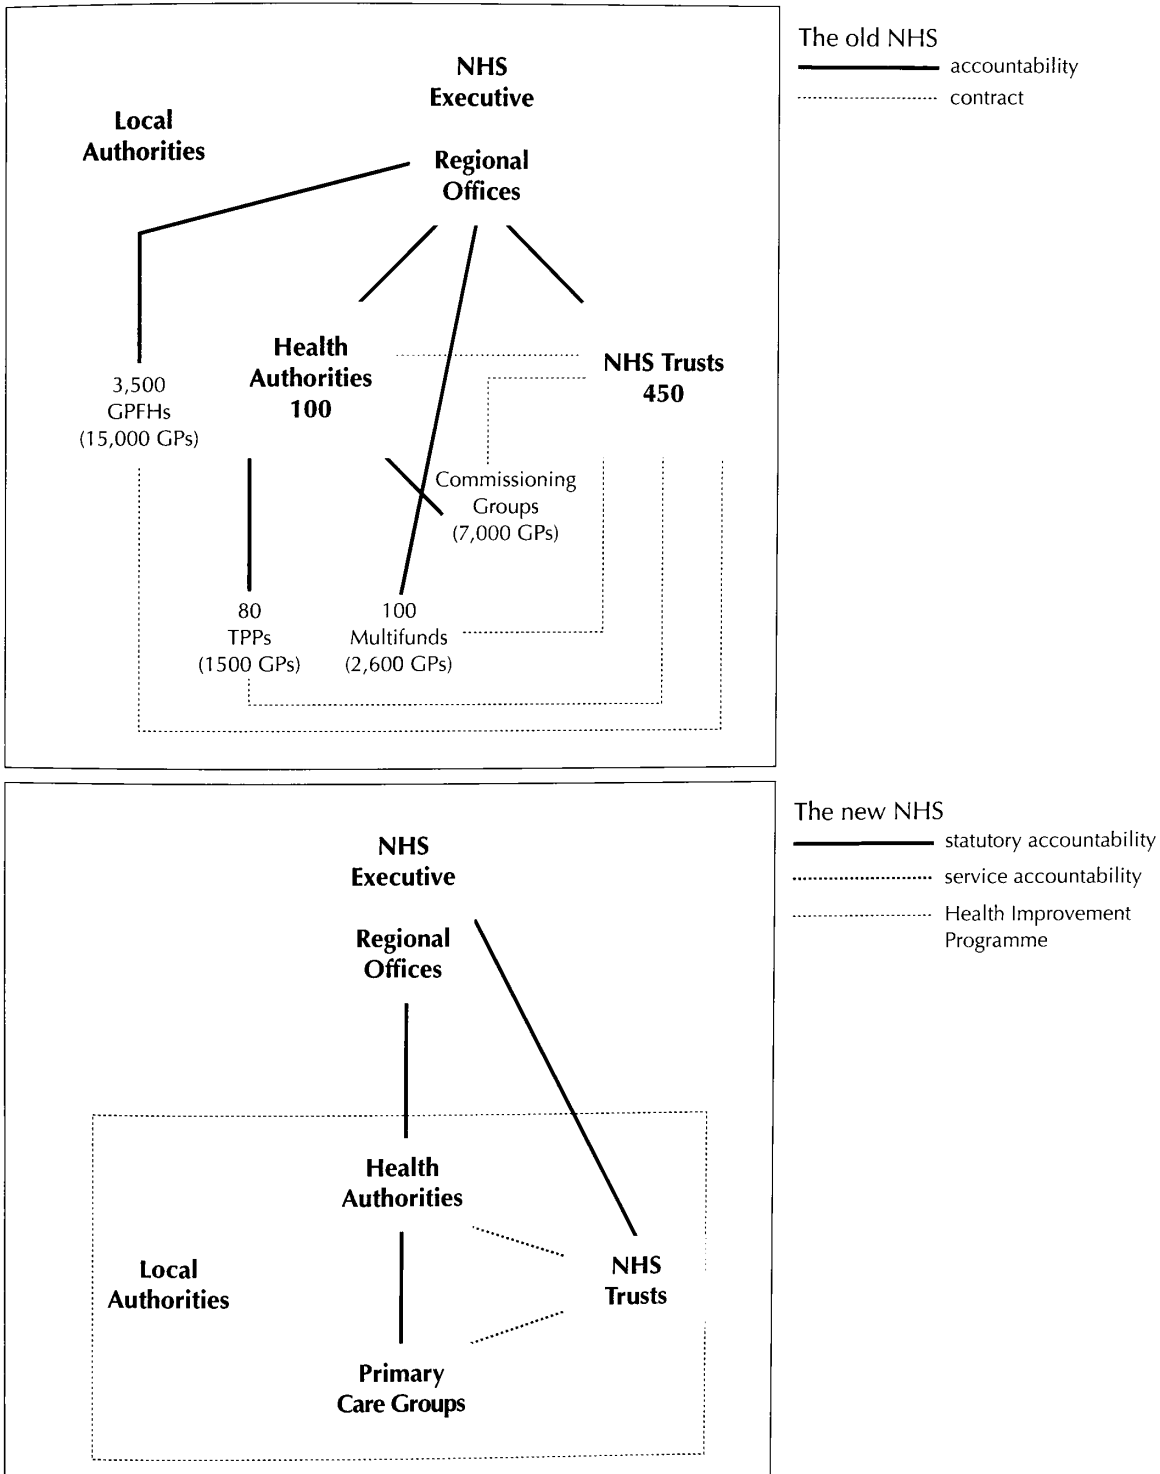 The old NHS
accountability
contract
NHS
Executive
Local
Authorities
Regional
Offices
Health
Authorities
100
NHS Trusts
450
3,500
GPFHs
(15,000 GPs)
Commissioning
Groups
(7,000 GPs)
80
TPPs
(1500 GPs)
100
Multifunds
(2,600 GPs)
The new NHS
statutory accountability
service accountability
Health Improvement
Programme
NHS
Executive
Regional
Offices
Health
Authorities
Local
Authorities
NHS
Trusts
Primary
Care Groups